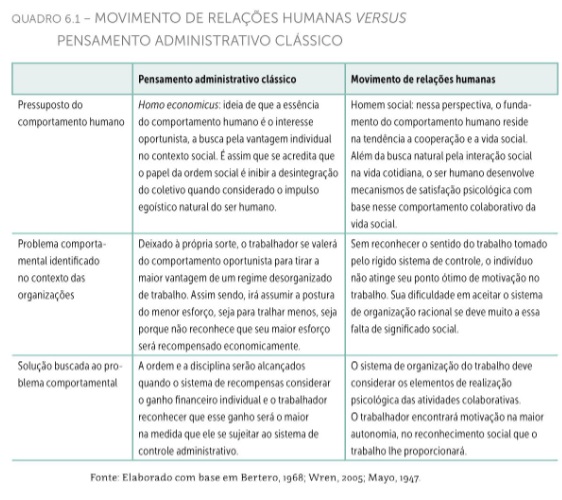 QUADRO 6.1 – MOVIMENTO DE RELAÇÕES HUMANAS VERSUS
PENSAMENTO ADMINISTRATIVO CLÁSSICO
Pensamento administrativo clássico
Movimento de relações humanas
Pressuposto do
comportamento humano
Homo economicus: ideia de que a essência
do comportamento humano é o interesse
oportunista, a busca pela vantagem individual
no contexto social. É assim que se acredita que
o papel da ordem social é inibir a desintegração
do coletivo quando considerado o impulso
egoístico natural do ser humano.
Homem social: nessa perspectiva, o funda-
mento do comportamento humano reside
na tendência a cooperação e a vida social.
Além da busca natural pela interação social
na vida cotidiana, o ser humano desenvolve
mecanismos de satisfação psicológica com
base nesse comportamento colaborativo da
vida social.
Problema comporta-
mental identificado
no contexto das
organizações
Deixado à própria sorte, o trabalhador se valerá
do comportamento oportunista para tirar a
maior vantagem de um regime desorganizado
de trabalho. Assim sendo, irá assumir a postura
do menor esforço, seja para tralhar menos, seja
porque não reconhece que seu maior esforço
será recompensado economicamente.
Sem reconhecer o sentido do trabalho tomado
pelo rígido sistema de controle, o indivíduo
não atinge seu ponto ótimo de motivação no
trabalho. Sua dificuldade em aceitar o sistema
de organização racional se deve muito a essa
falta de significado social.
Solução buscada ao pro-
blema comportamental
A ordem e a disciplina serão alcançados
quando o sistema de recompensas considerar
o ganho financeiro individual e o trabalhador
reconhecer que esse ganho será o maior
na medida que ele se sujeitar ao sistema de
controle administrativo.
O sistema de organização do trabalho deve
considerar os elementos de realização
psicológica das atividades colaborativas.
O trabalhador encontrará motivação na maior
autonomia, no reconhecimento social que o
trabalho lhe proporcionará.
Fonte: Elaborado com base em Bertero, 1968; Wren, 2005; Mayo, 1947.